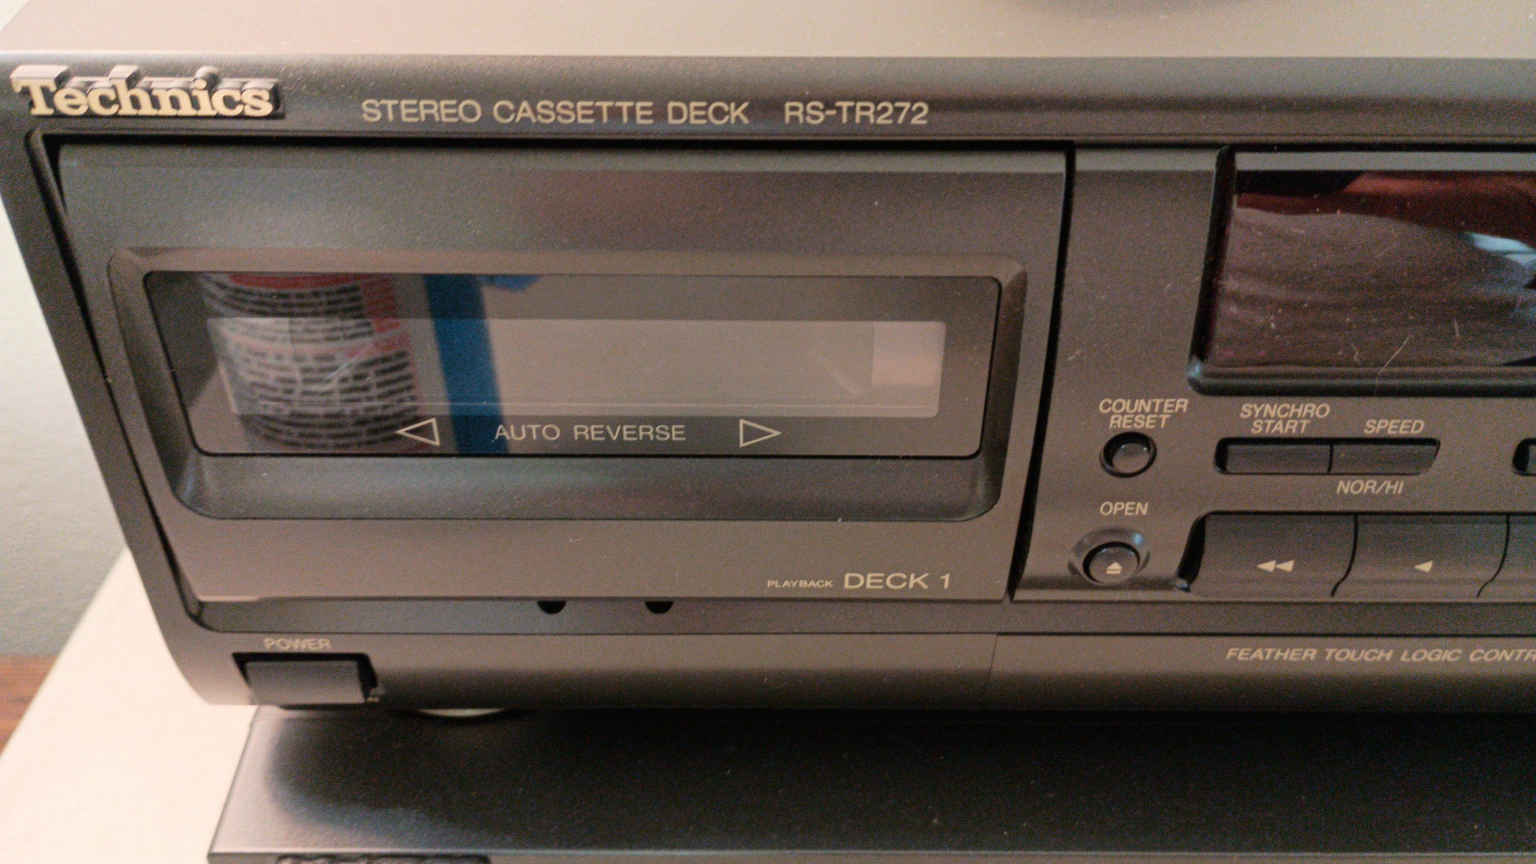 Technics
STEREO CASSETTE DECK RS-TR272
AUTO REVERSE
PLAYBACK DECK 1
POWER
COUNTER
RESET
SYNCHRO
START
SPEED
NOR/HI
OPEN
FEATHER TOUCH LOGIC